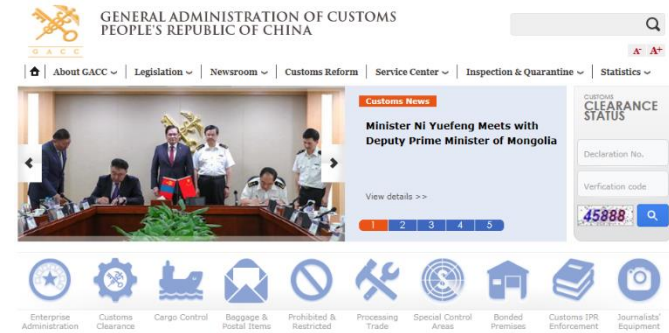 GENERAL ADMINISTRATION OF CUSTOMS
PEOPLE'S REPUBLIC OF CHINA
G A C C
A- A+
About GACC
Legislation
Newsroom
Customs Reform
Service Center
Inspection & Quarantine
Statistics
Customs News
Minister Ni Yuefeng Meets with
Deputy Prime Minister of Mongolia
View details >>
1 2 3 4 5
CUSTOMS
CLEARANCE
STATUS
Declaration No.
Verfication code
45888
Enterprise
Administration
Customs
Clearance
Cargo Control
Baggage &
Postal Items
Prohibited &
Restricted
Processing
Trade
Special Control
Areas
Bonded
Premises
Customs IPR
Enforcement
Journalists'
Equipment